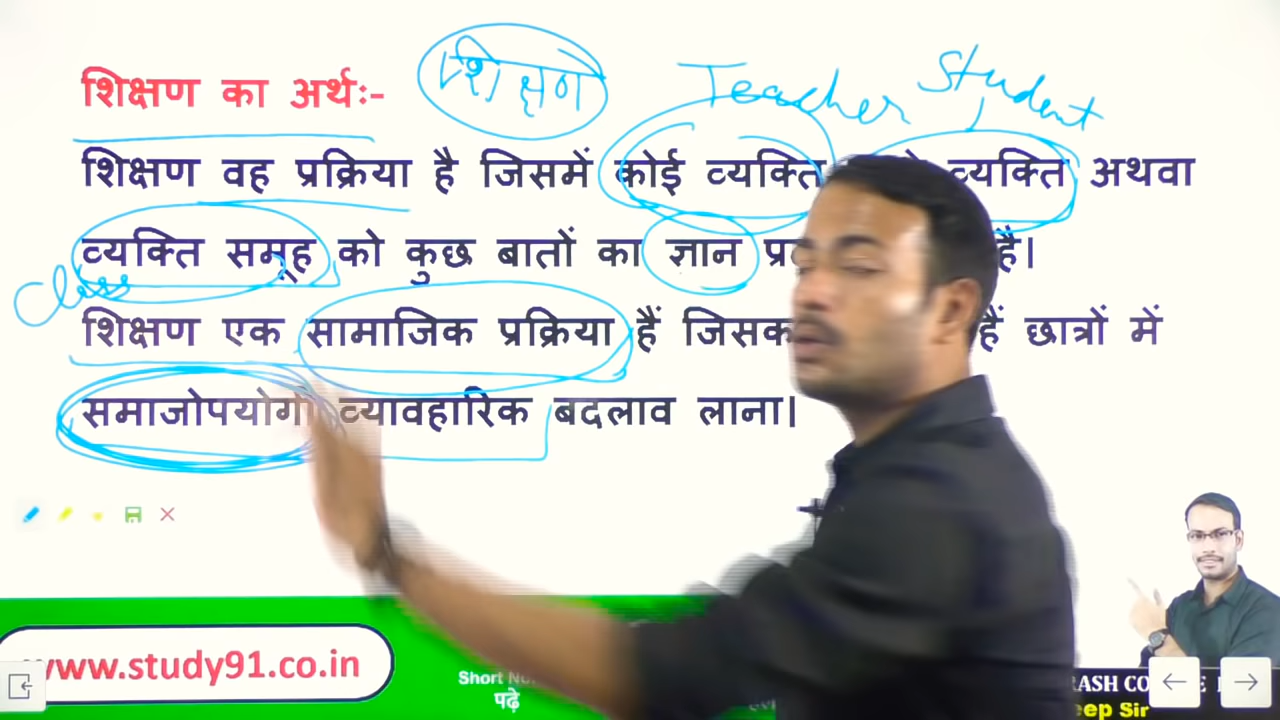 शिक्षण का अर्थः-
शिक्षण
Teacher
Student
शिक्षण वह प्रक्रिया है जिसमें कोई व्यक्ति व्यक्ति अथवा
व्यक्ति समूह को कुछ बातों का ज्ञान है।
Class
शिक्षण एक सामाजिक प्रक्रिया हैं हैं छात्रों में
समाजोपयोगी व्यावहारिक बदलाव लाना।
www.study91.co.in
Short
पढ़े